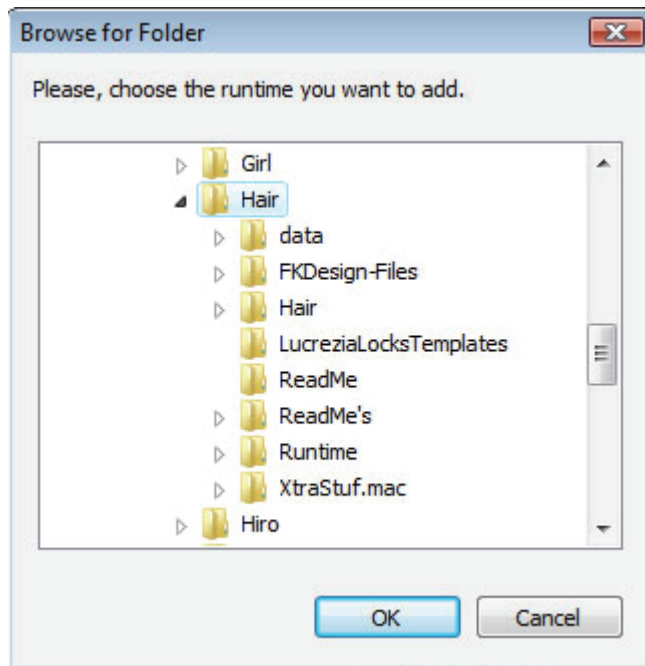 Browse for Folder
Please, choose the runtime you want to add.
Girl
Hair
data
FKDesign-Files
Hair
LucreziaLocksTemplates
ReadMe
ReadMe's
Runtime
XtraStuf.mac
Hiro
OK Cancel